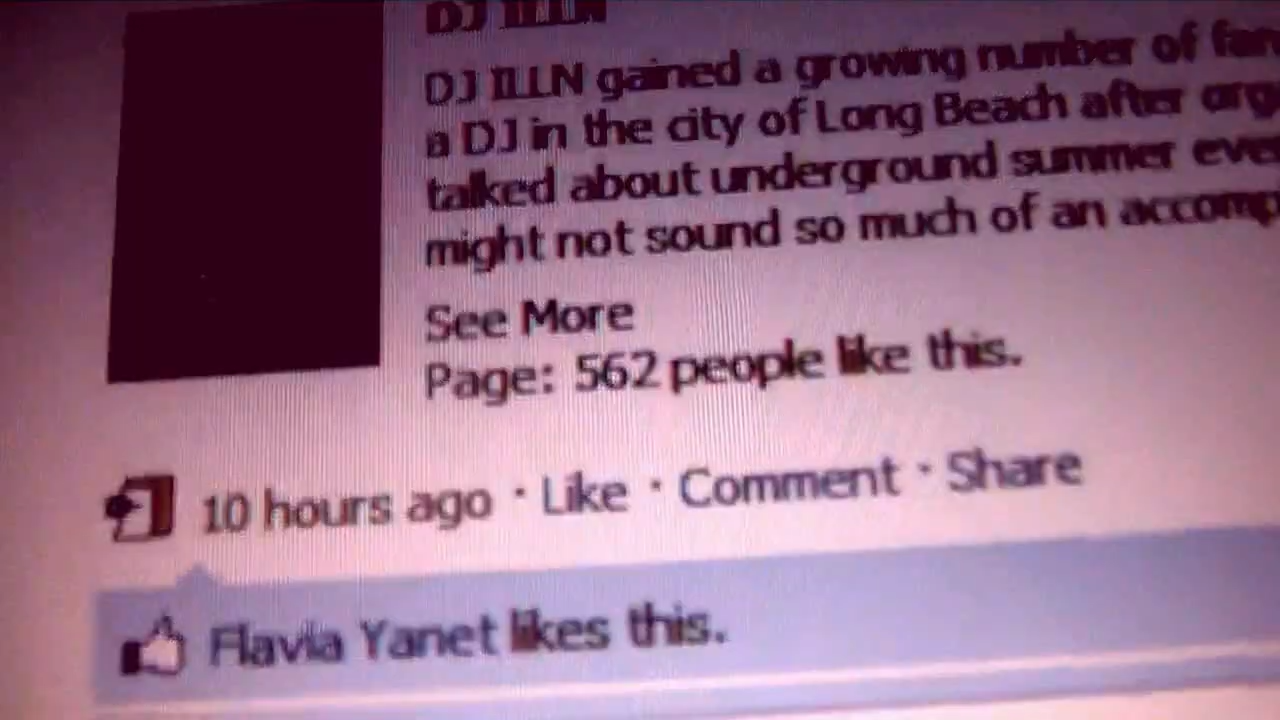 DJ ILLN
DJ ILLN gained a growing number of
a DJ in the city of Long Beach after
talked about underground summer
might not sound so much of an
See More
Page: 562 people like this.
10 hours ago · Like · Comment · Share
Flavia Yanet likes this.